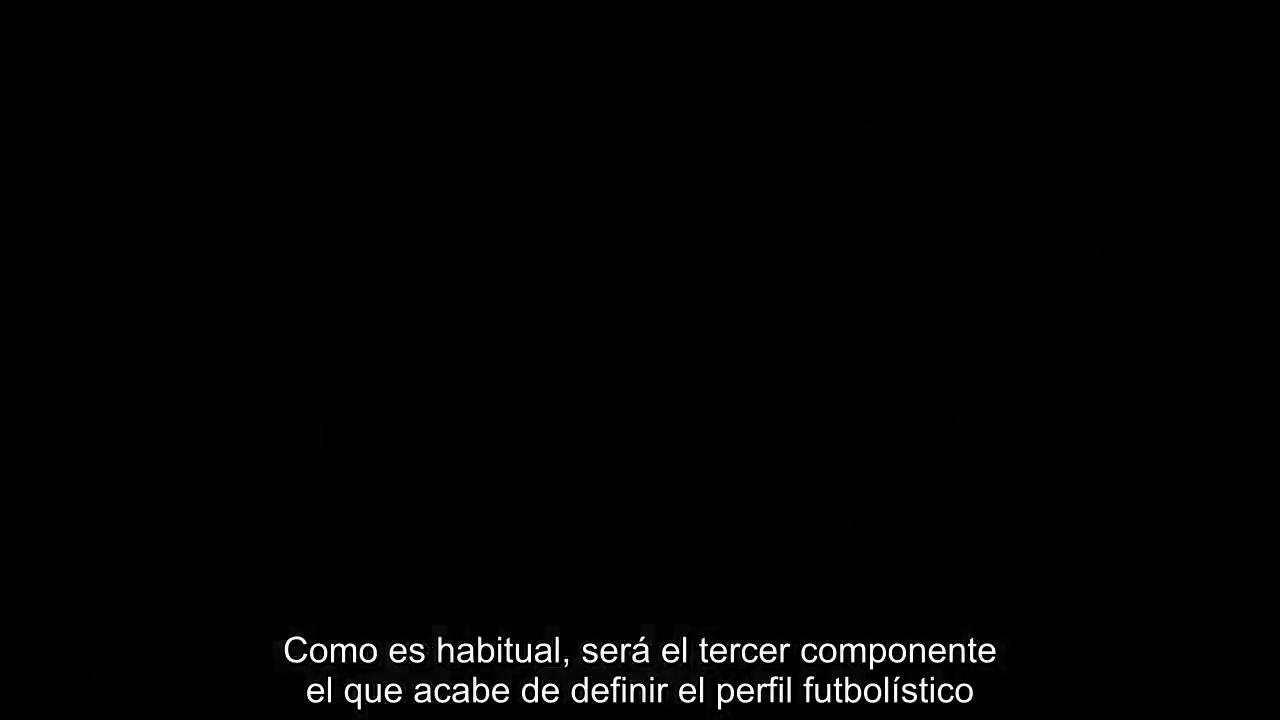 Como es habitual, será el tercer componente
el que acabe de definir el perfil futbolístico